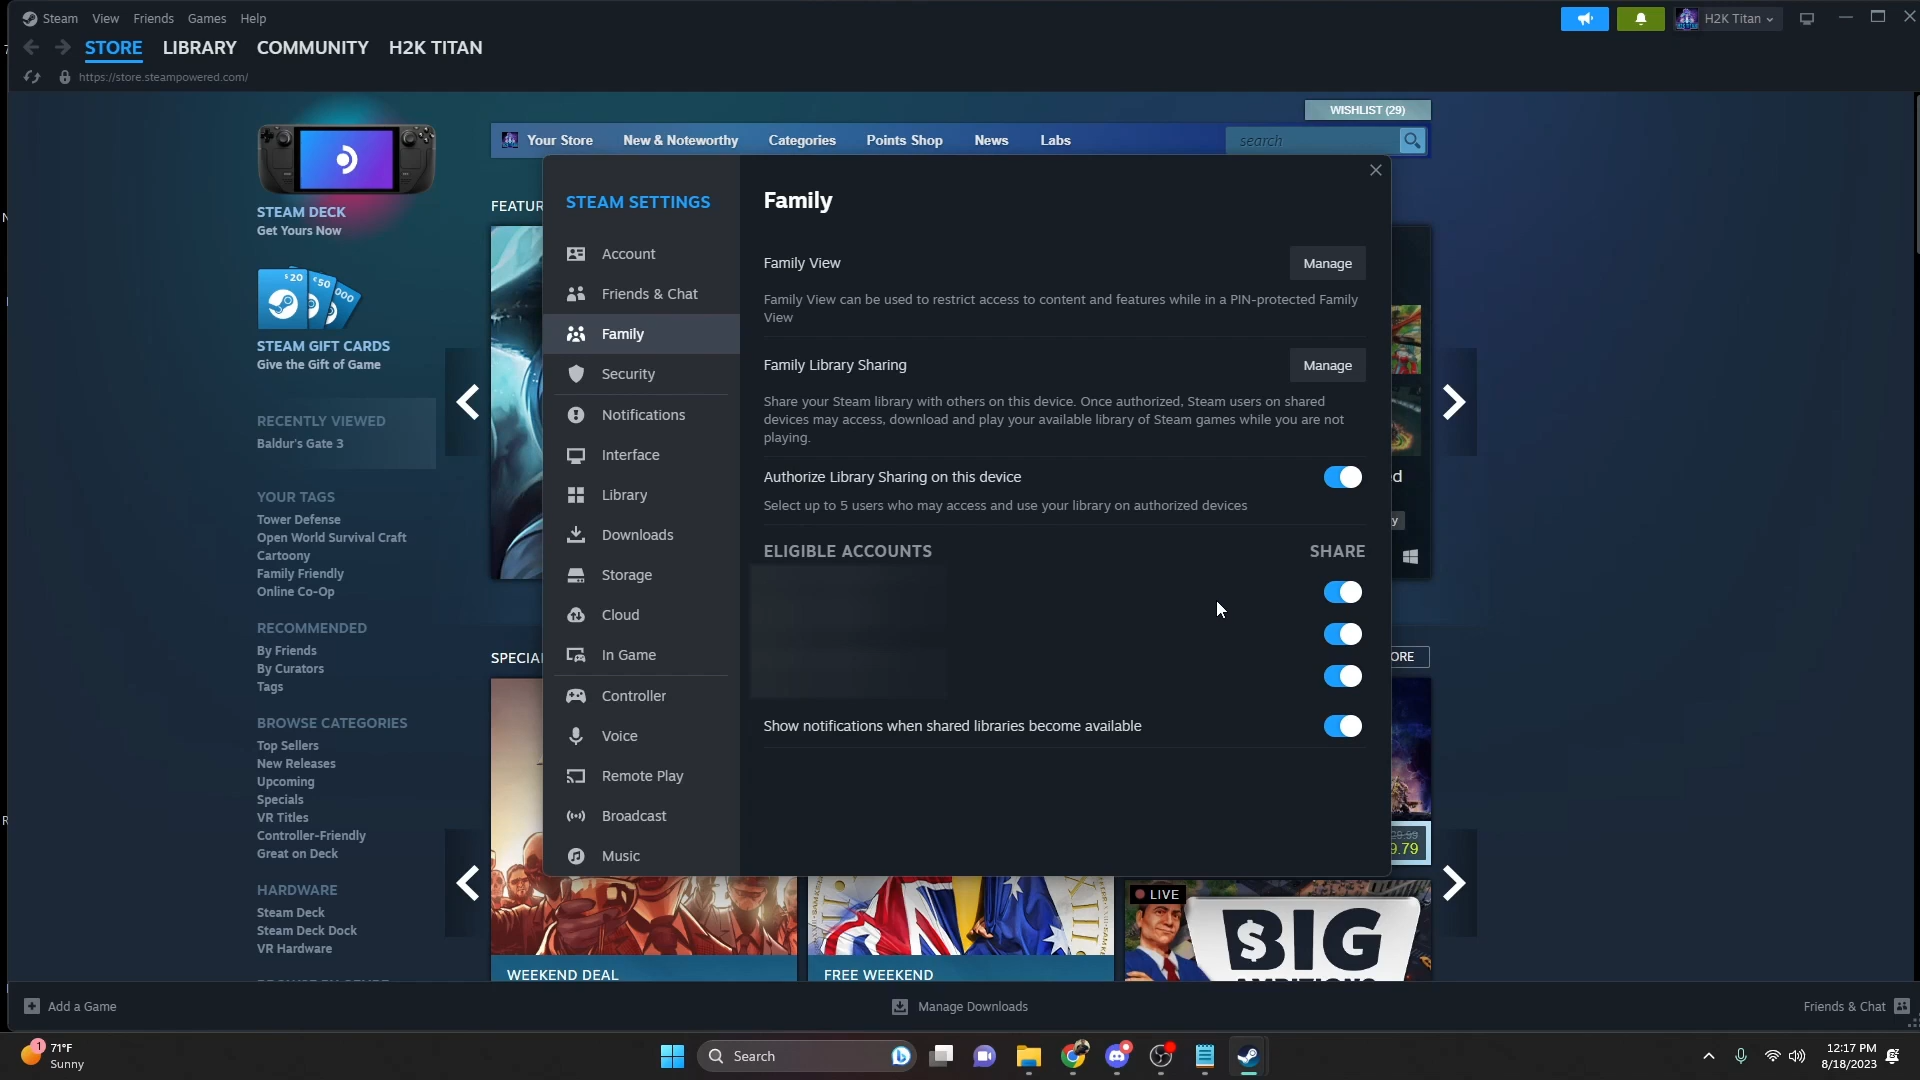 Steam View Friends Games Help
H2K Titan
STORE LIBRARY COMMUNITY H2K TITAN
https://store.steampowered.com/
WISHLIST (29)
Your Store New & Noteworthy Categories Points Shop News Labs
search
STEAM DECK
Get Yours Now
$20
STEAM GIFT CARDS
Give the Gift of Game
RECENTLY VIEWED
Baldur's Gate 3
YOUR TAGS
Tower Defense
Open World Survival Craft
Cartoony
Family Friendly
Online Co-Op
RECOMMENDED
By Friends
By Curators
Tags
BROWSE CATEGORIES
Top Sellers
New Releases
Upcoming
Specials
VR Titles
Controller-Friendly
Great on Deck
HARDWARE
Steam Deck
Steam Deck Dock
VR Hardware
FEATUR
SPECIA
STEAM SETTINGS
Account
Friends & Chat
Family
Security
Notifications
Interface
Library
Downloads
Storage
Cloud
In Game
Controller
Voice
Remote Play
Broadcast
Music
Family
Family View
Manage
Family View can be used to restrict access to content and features while in a PIN-protected Family
View
Family Library Sharing
Manage
Share your Steam library with others on this device. Once authorized, Steam users on shared
devices may access, download and play your available library of Steam games while you are not
playing.
Authorize Library Sharing on this device
Select up to 5 users who may access and use your library on authorized devices
ELIGIBLE ACCOUNTS SHARE
Show notifications when shared libraries become available
ed
y
ORE
29.99
9.79
WEEKEND DEAL
FREE WEEKEND
LIVE
$BIG
Add a Game
Manage Downloads
Friends & Chat
1
71°F
Sunny
Search
12:17 PM
8/18/2023